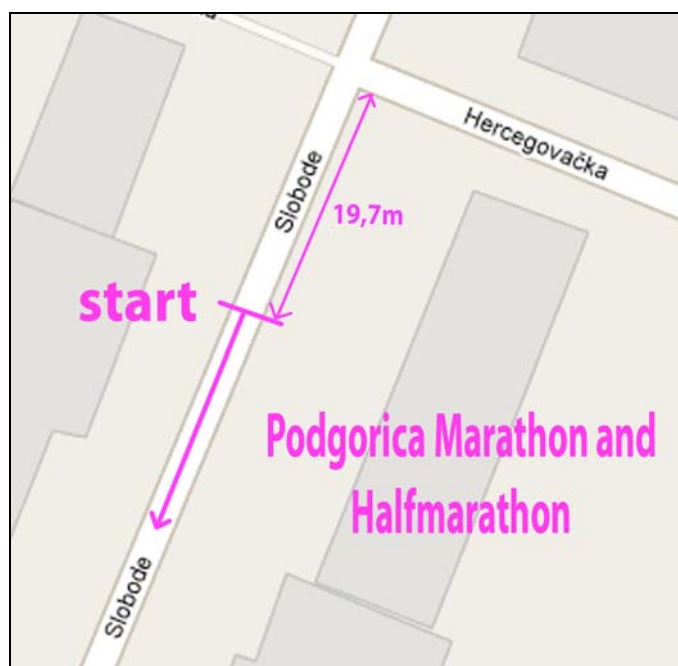 Hercegovačka
Slobode
19,7m
start
Podgorica Marathon and
Halfmarathon
Slobode